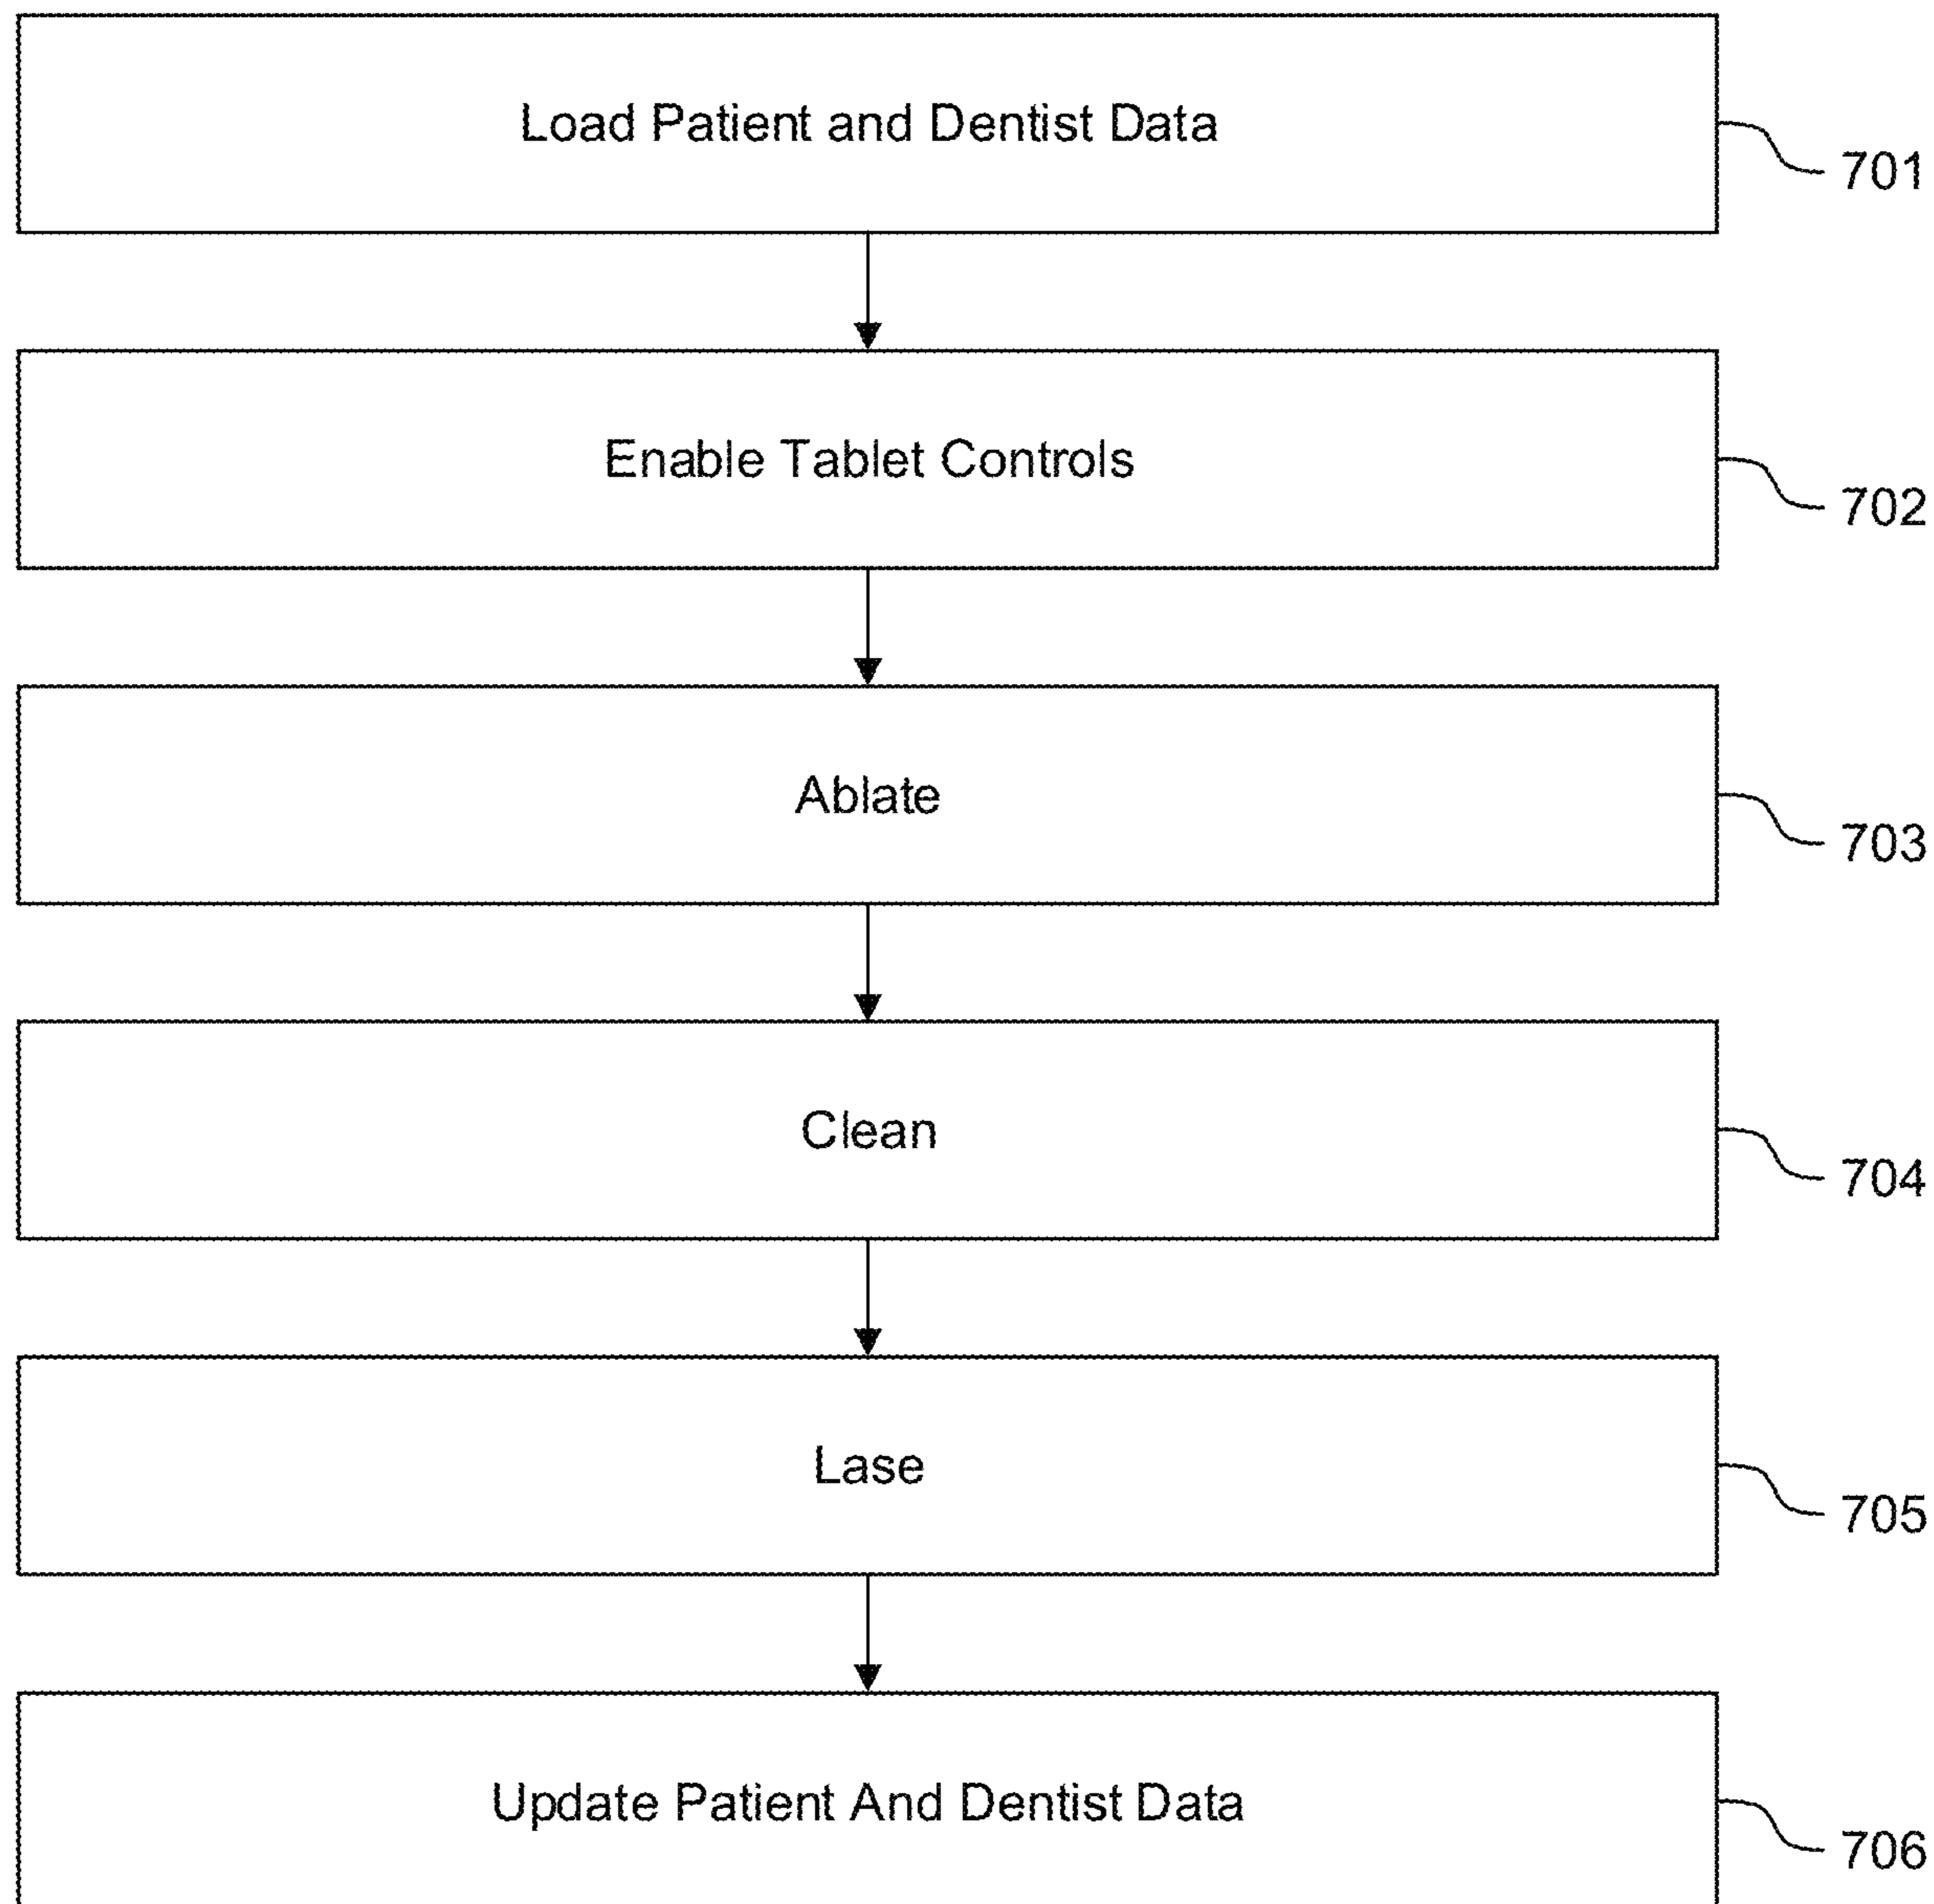 Load Patient and Dentist Data
701
Enable Tablet Controls
702
Ablate
703
Clean
704
Lase
705
Update Patient And Dentist Data
706